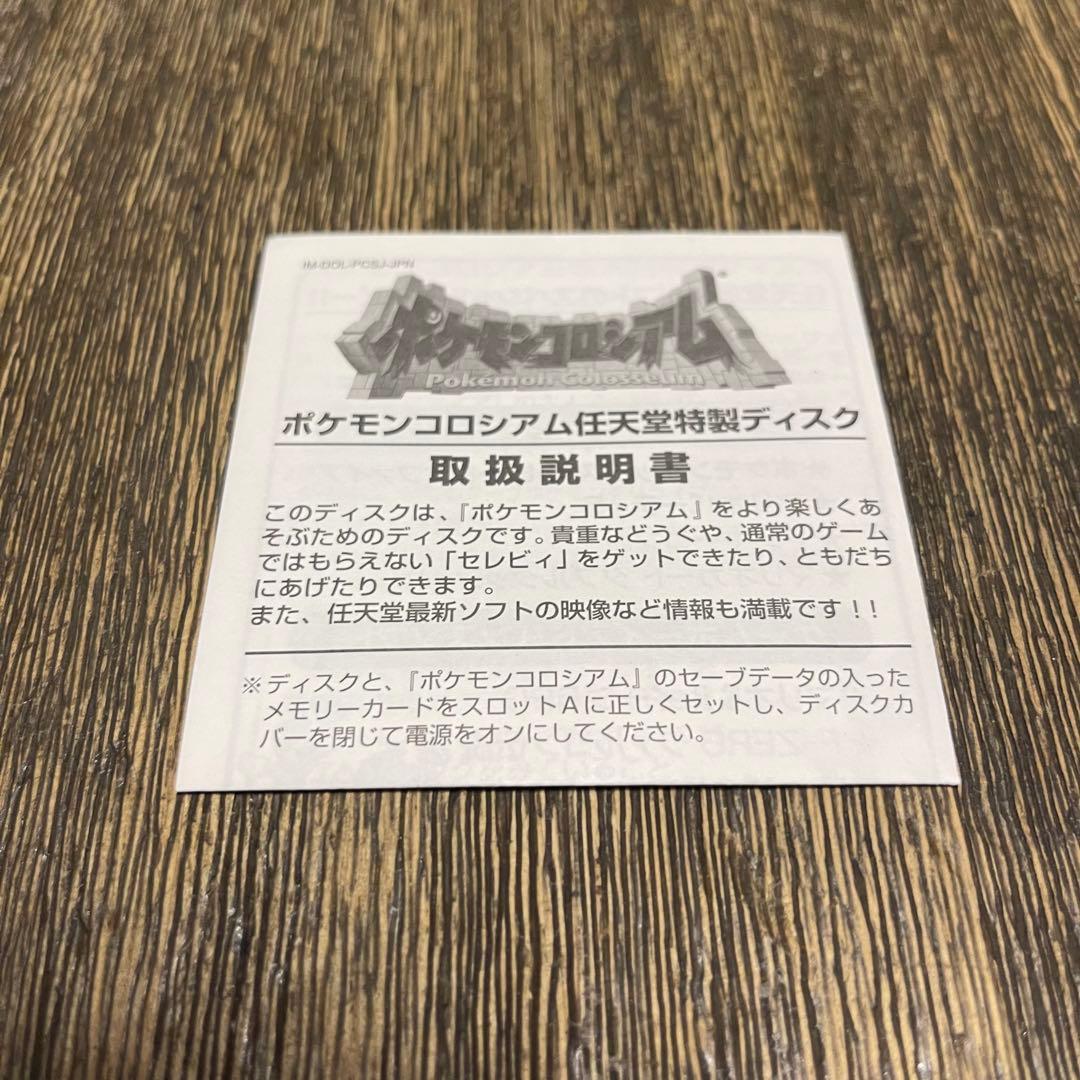 IM-DOL-PCSJ-JPN
ポケモンコロシアム
Pokémon Colosseum
ポケモンコロシアム任天堂特製ディスク
取扱説明書
このディスクは、『ポケモンコロシアム』をより楽しくあ
そぶためのディスクです。貴重などうぐや、通常のゲーム
ではもらえない「セレビィ」をゲットできたり、ともだち
にあげたりできます。
また、任天堂最新ソフトの映像など情報も満載です!!
※ディスクと、『ポケモンコロシアム』のセーブデータの入った
メモリーカードをスロットAに正しくセットし、ディスクカ
バーを閉じて電源をオンにしてください。